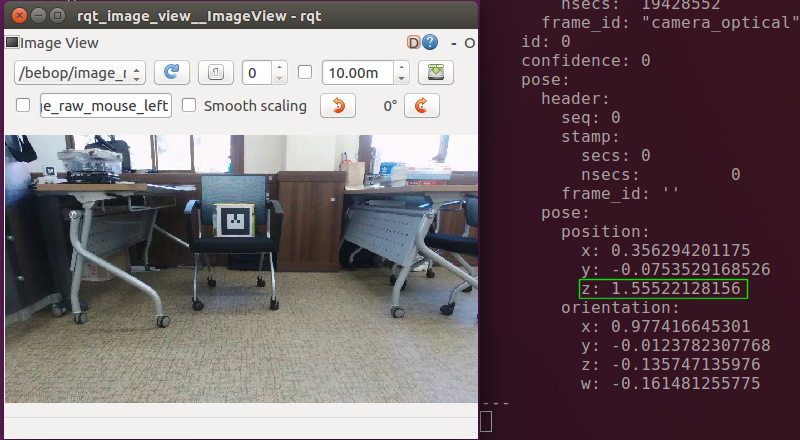 rqt_image_view__ImageView - rqt
Image View
D
?
- O
/bebop/image_r
0
10.00m
ge_raw_mouse_left
Smooth scaling
0°
nsecs: 19428552
frame_id: "camera_optical"
id: 0
confidence: 0
pose:
header:
seq: 0
stamp:
secs: 0
nsecs: 0
frame_id: ''
pose:
position:
x: 0.356294201175
y: -0.0753529168526
z: 1.55522128156
orientation:
x: 0.977416645301
y: -0.0123782307768
z: -0.135747135976
w: -0.161481255775
---